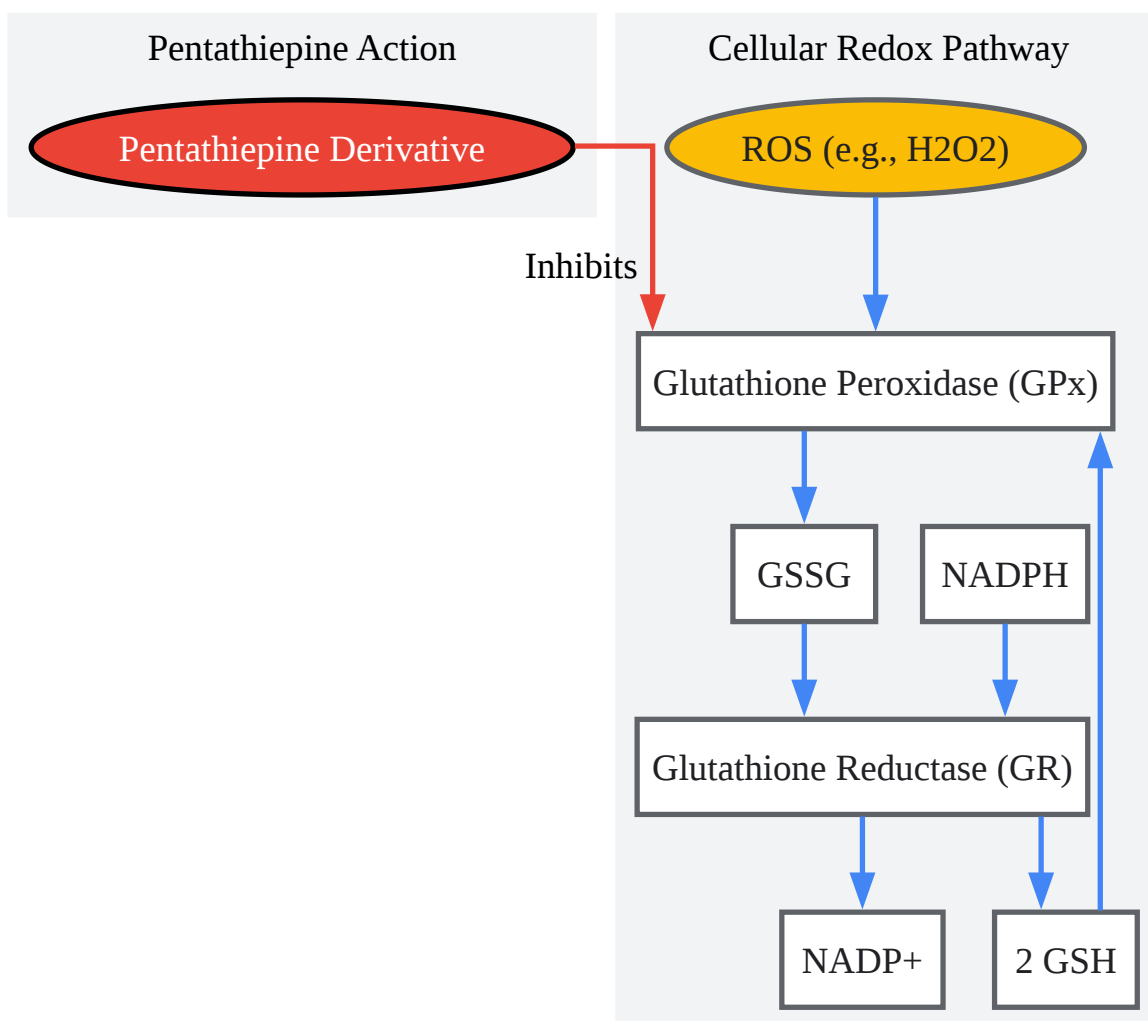 Pentathiepine Action
Cellular Redox Pathway
Pentathiepine Derivative
ROS (e.g., H2O2)
Inhibits
Glutathione Peroxidase (GPx)
GSSG
NADPH
Glutathione Reductase (GR)
NADP+
2 GSH